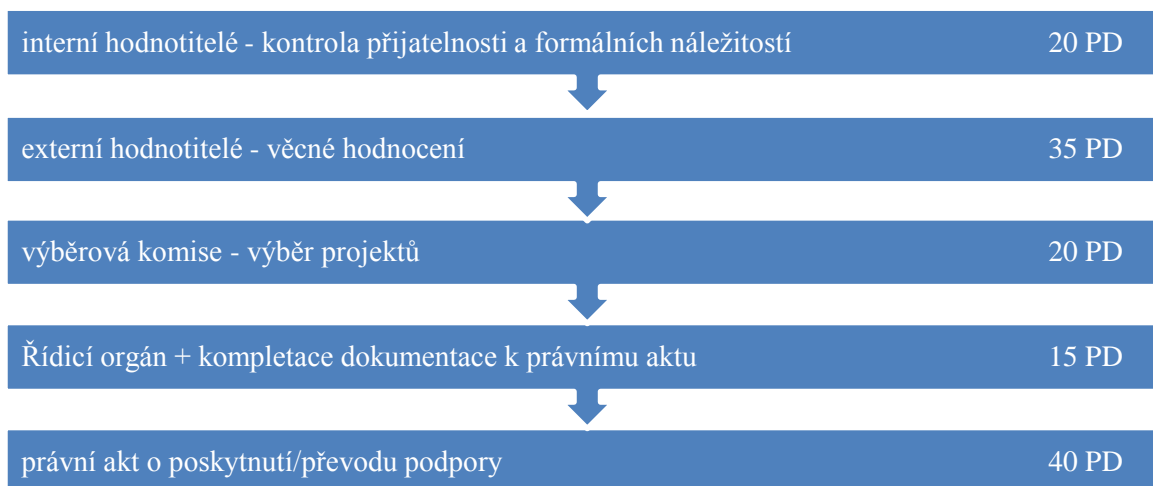 interní hodnotitelé - kontrola přijatelnosti a formálních náležitostí 20 PD
externí hodnotitelé - věcné hodnocení 35 PD
výběrová komise - výběr projektů 20 PD
Řídicí orgán + kompletace dokumentace k právnímu aktu 15 PD
právní akt o poskytnutí/převodu podpory 40 PD